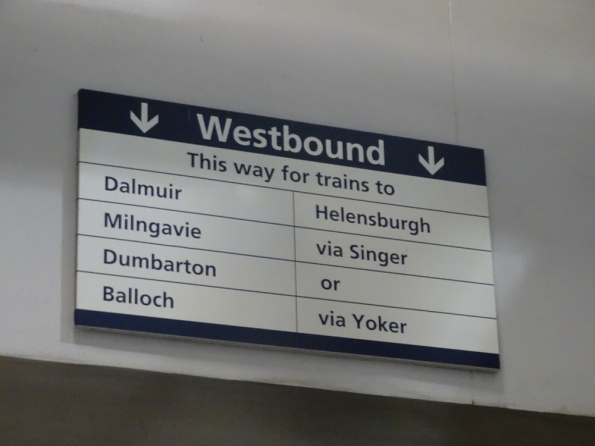 Westbound
This way for trains to
Dalmuir
Milngavie
Dumbarton
Balloch
Helensburgh
via Singer
or
via Yoker